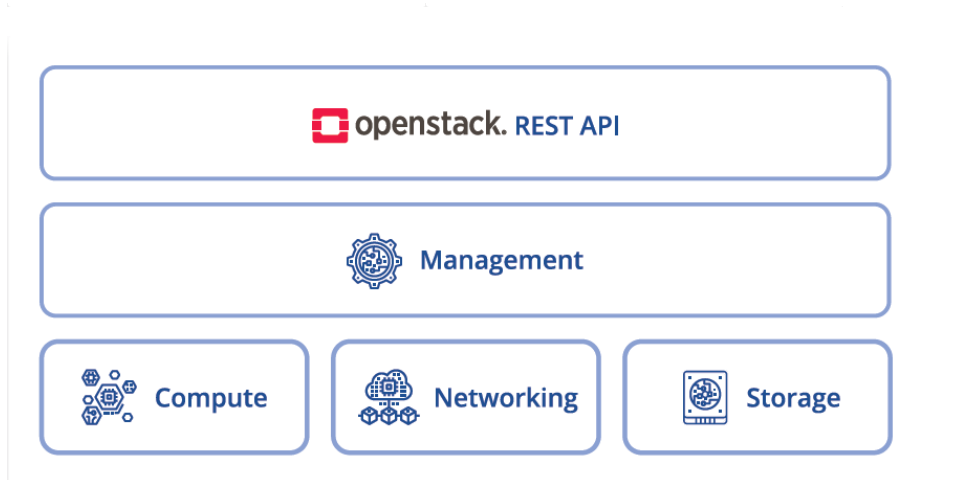 openstack. REST API
Management
Compute
Networking
Storage